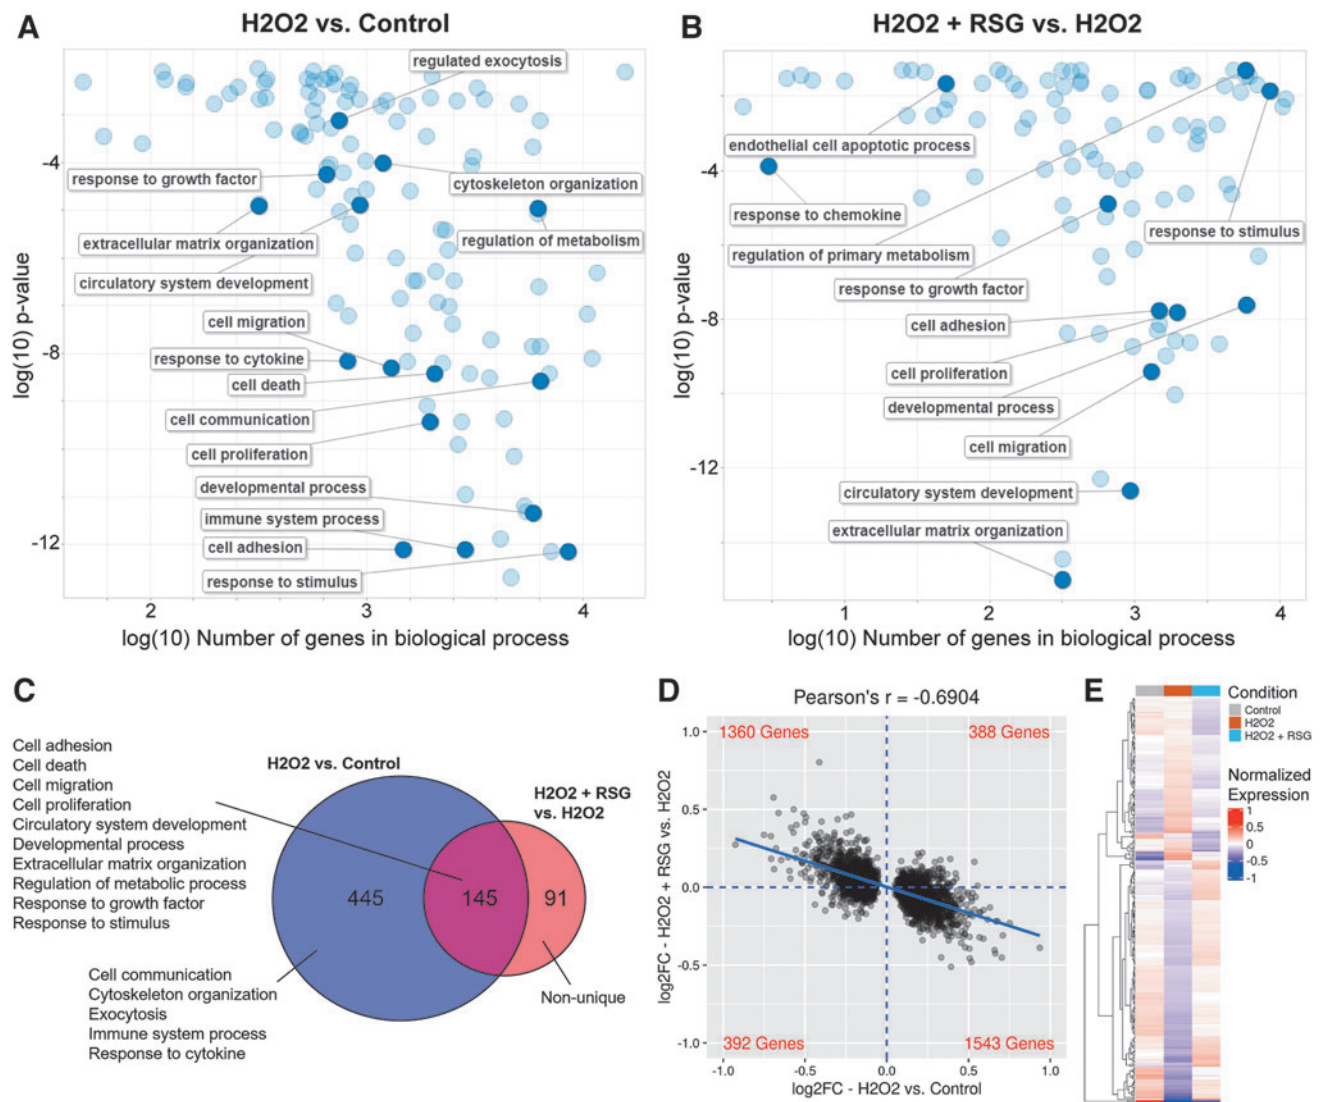 A
H2O2 vs. Control
regulated exocytosis
-4
response to growth factor
cytoskeleton organization
extracellular matrix organization
regulation of metabolism
circulatory system development
cell migration
-8
response to cytokine
cell death
cell communication
cell proliferation
developmental process
immune system process
-12
cell adhesion
response to stimulus
2
3
4
log(10) p-value
log(10) Number of genes in biological process
B
H2O2 + RSG vs. H2O2
endothelial cell apoptotic process
-4
response to chemokine
response to stimulus
regulation of primary metabolism
response to growth factor
-8
cell adhesion
cell proliferation
developmental process
cell migration
-12
circulatory system development
extracellular matrix organization
1
2
3
4
log(10) p-value
log(10) Number of genes in biological process
C
Cell adhesion
Cell death
Cell migration
Cell proliferation
Circulatory system development
Developmental process
Extracellular matrix organization
Regulation of metabolic process
Response to growth factor
Response to stimulus
H2O2 vs. Control
H2O2 + RSG
vs. H2O2
445
145
91
Non-unique
Cell communication
Cytoskeleton organization
Exocytosis
Immune system process
Response to cytokine
D
Pearson's r = -0.6904
1360 Genes
388 Genes
392 Genes
1543 Genes
1.0
0.5
0.0
-0.5
-1.0
-1.0
-0.5
0.0
0.5
1.0
log2FC - H2O2 + RSG vs. H2O2
log2FC - H2O2 vs. Control
E
Condition
Control
H2O2
H2O2 + RSG
Normalized
Expression
1
0.5
0
-0.5
-1